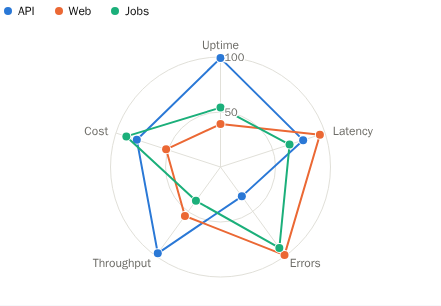 API Web Jobs
Uptime
100
50
Cost
Latency
Throughput
Errors